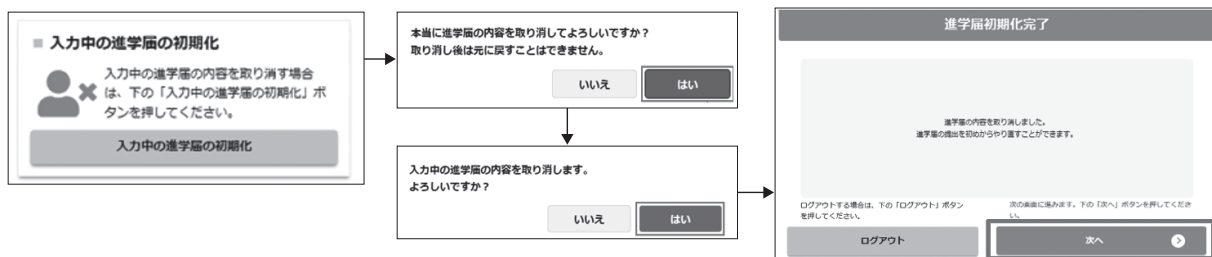 入力中の進学届の初期化
入力中の進学届の内容を取り消す場合
は、下の「入力中の進学届の初期化」ボ
タンを押してください。
入力中の進学届の初期化
本当に進学届の内容を取り消してよろしいですか?
取り消し後は元に戻すことはできません。
いいえ
はい
入力中の進学届の内容を取り消します。
よろしいですか?
いいえ
はい
進学届初期化完了
進学届の内容を取り消しました。
進学届の提出を初めからやり直すことができます。
ログアウトする場合は、下の「ログアウト」ボタン
を押してください。
ログアウト
次の画面に進みます。下の「次へ」ボタンを押してくださ
い。
次へ